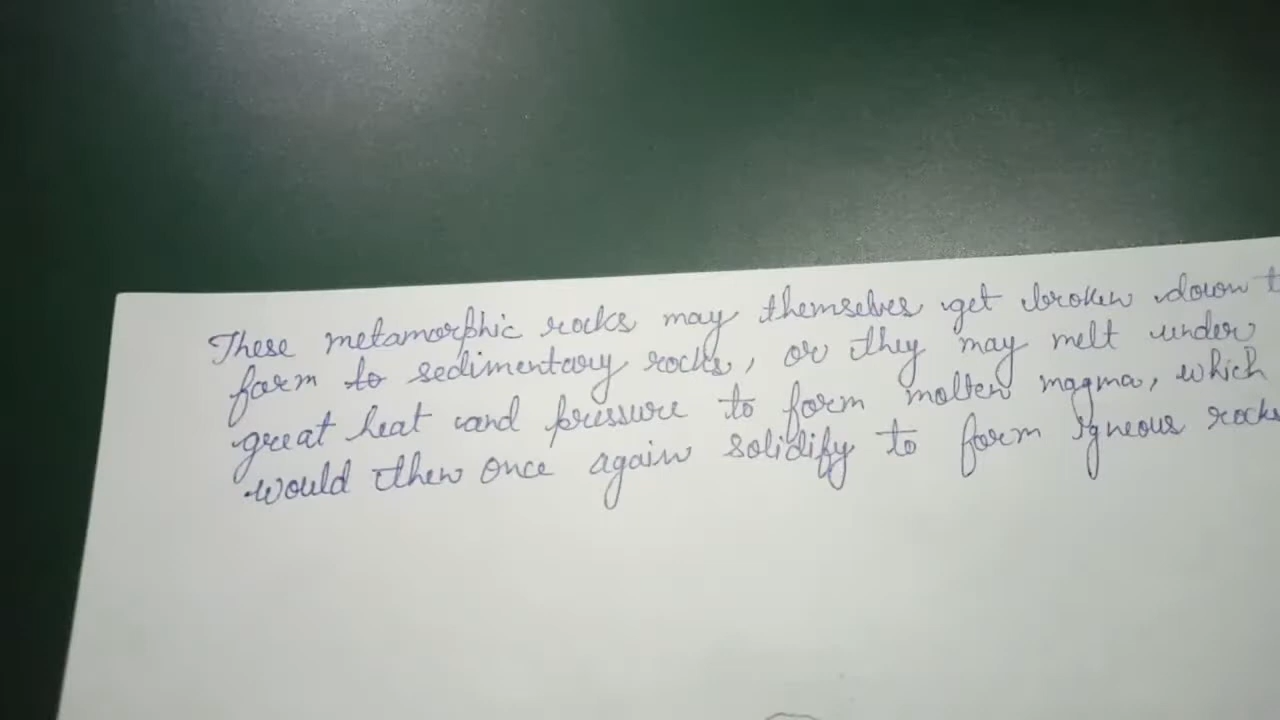 These metamorphic rocks may themselves get broken down t
form to sedimentary rocks, or they may melt under
great heat and pressure to form molten magma, which
would then once again solidify to form igneous rocks